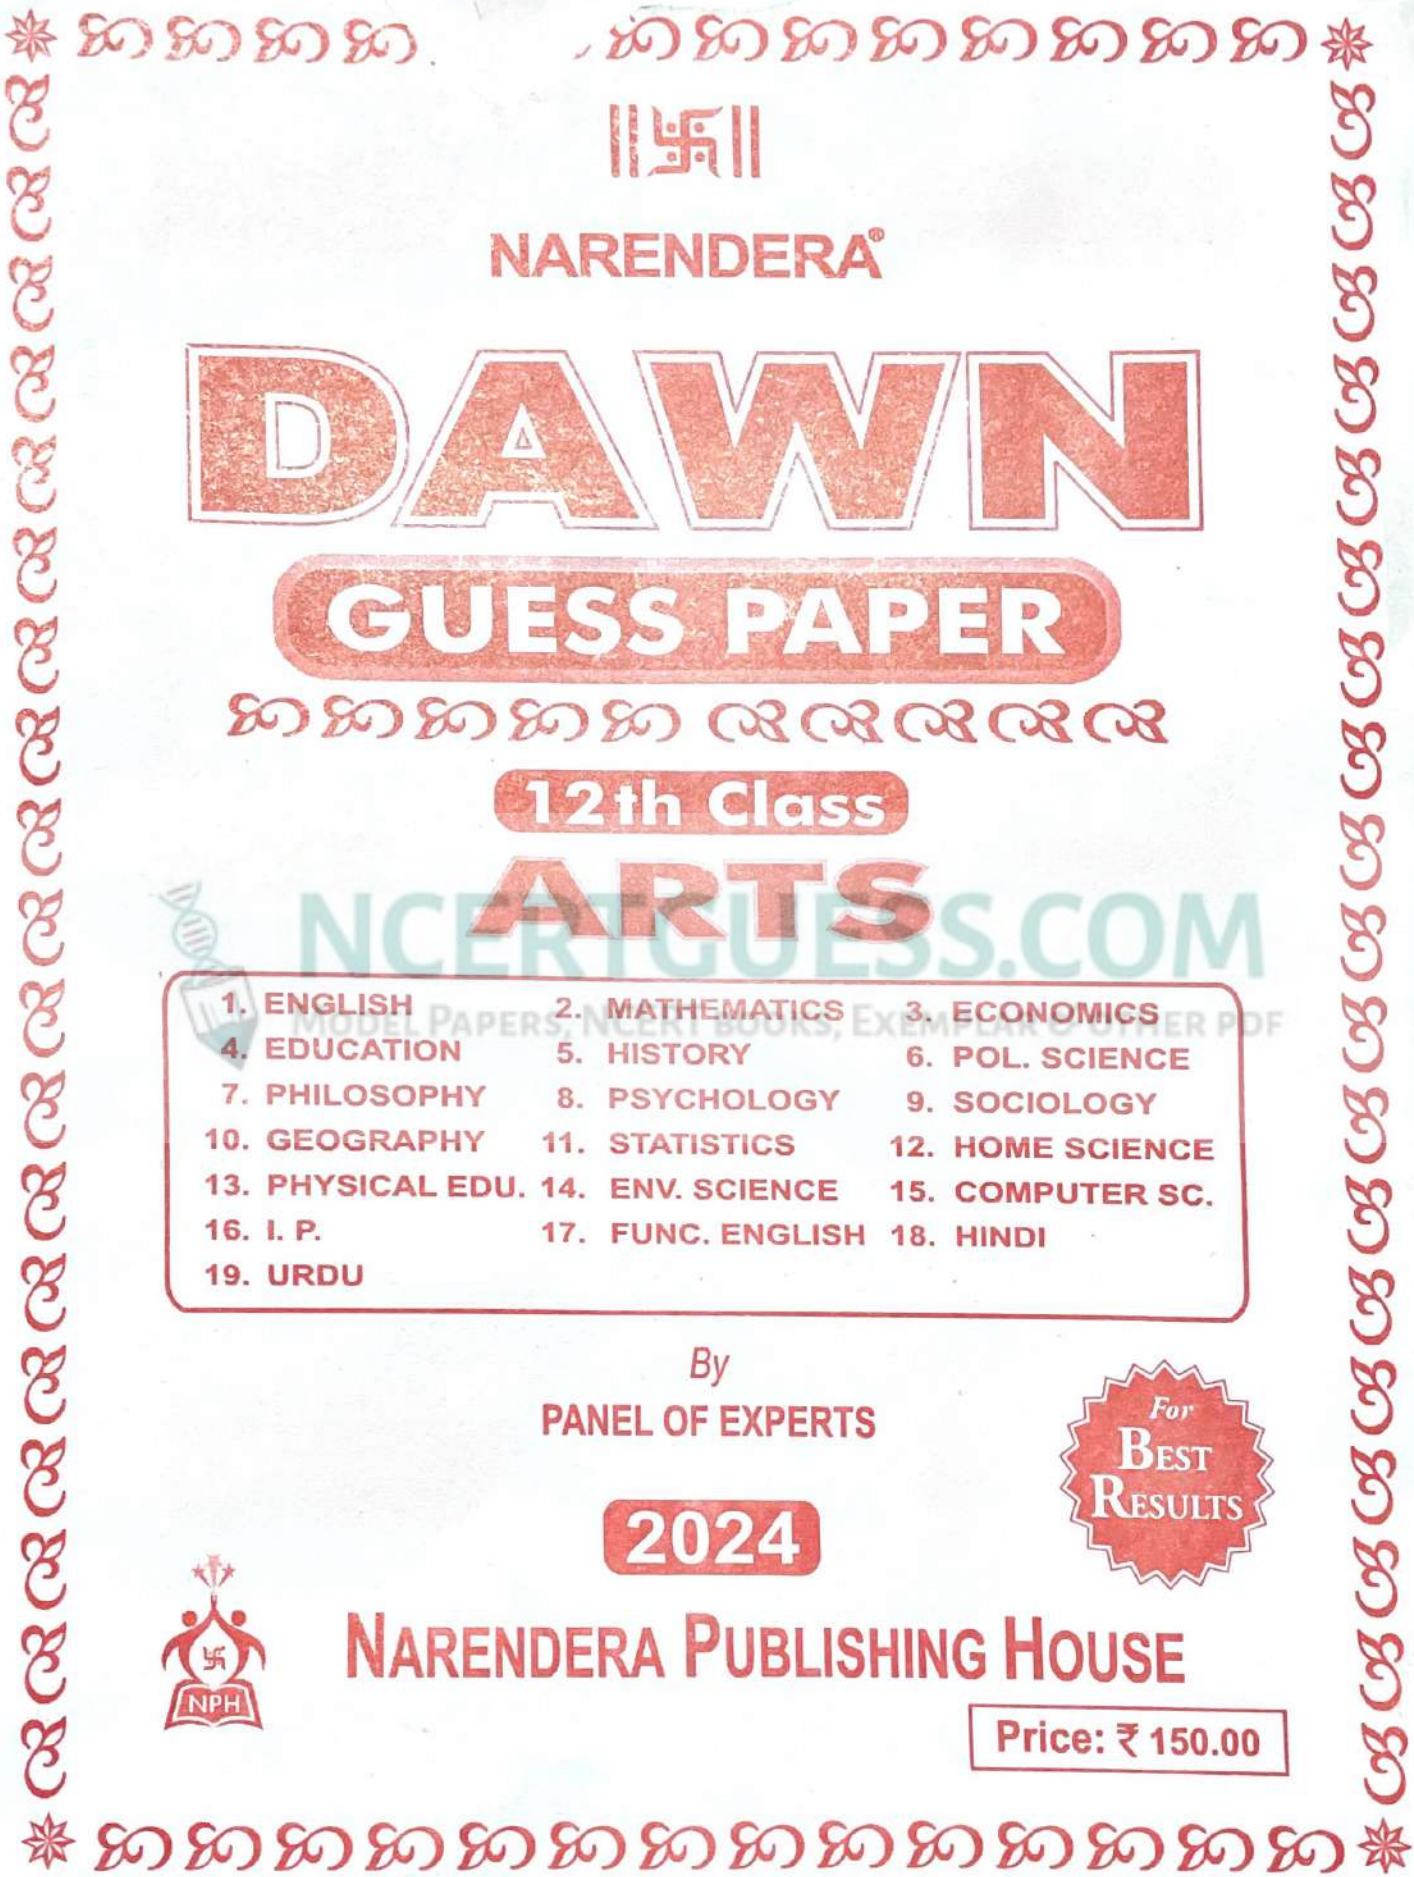 ||卐||
NARENDERA®
DAWN
GUESS PAPER
12th Class
ARTS
NCERTGUESS.COM
MODEL PAPERS, NCERT BOOKS, EXEMPLAR & OTHER PDF
1. ENGLISH 2. MATHEMATICS 3. ECONOMICS
4. EDUCATION 5. HISTORY 6. POL. SCIENCE
7. PHILOSOPHY 8. PSYCHOLOGY 9. SOCIOLOGY
10. GEOGRAPHY 11. STATISTICS 12. HOME SCIENCE
13. PHYSICAL EDU. 14. ENV. SCIENCE 15. COMPUTER SC.
16. I. P. 17. FUNC. ENGLISH 18. HINDI
19. URDU
By
PANEL OF EXPERTS
For
BEST
RESULTS
2024
NPH
NARENDERA PUBLISHING HOUSE
Price: ₹ 150.00